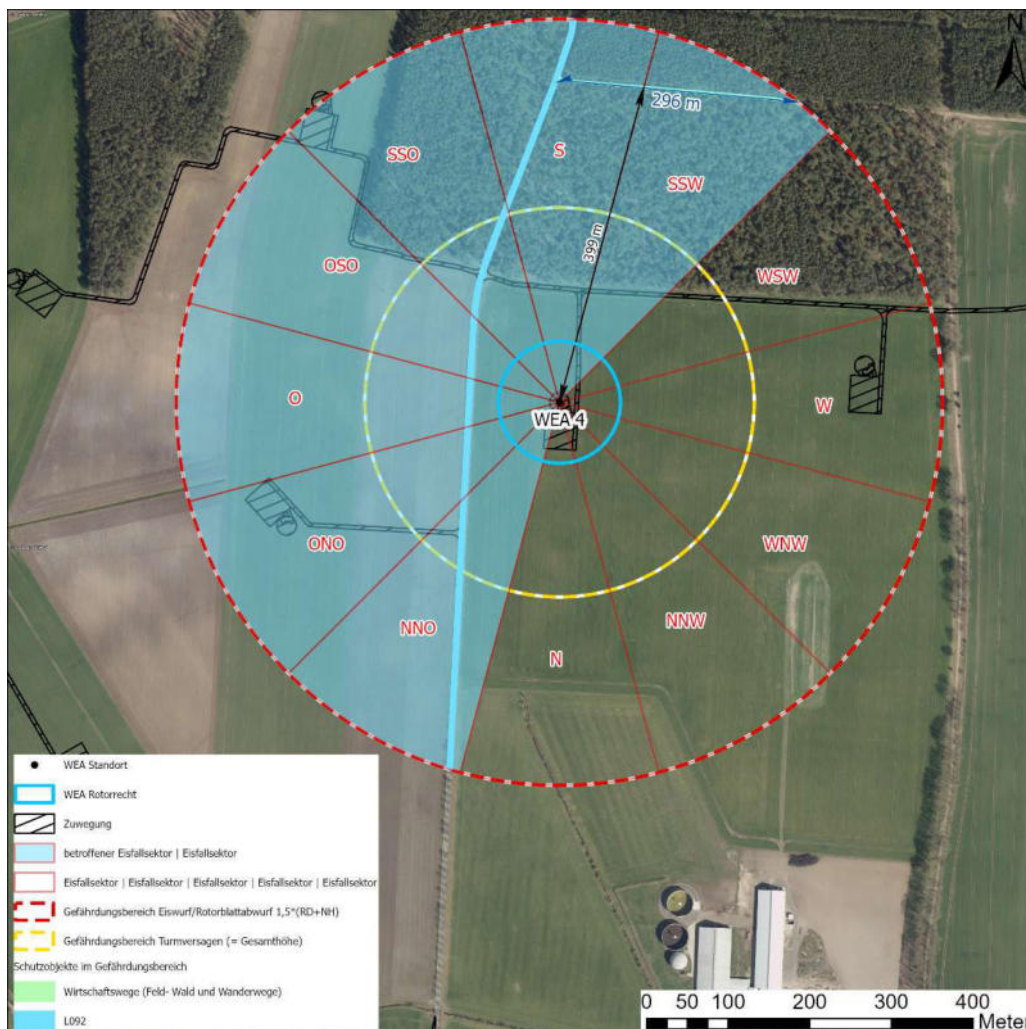 N
296 m
S
SSO
SSW
399 m
OSO
WSW
O
W
WEA 4
ONO
WNW
NNO
NNW
N
WEA Standort
WEA Rotorrecht
Zuwegung
betroffener Eisfallsektor | Eisfallsektor
Eisfallsektor | Eisfallsektor | Eisfallsektor | Eisfallsektor | Eisfallsektor
Gefährdungsbereich Eiswurf/Rotorblattabwurf 1,5*(RD+NH)
Gefährdungsbereich Turmversagen (= Gesamthöhe)
Schutzobjekte im Gefährdungsbereich
Wirtschaftswege (Feld- Wald und Wanderwege)
L092
0 50 100 200 300 400
Meter